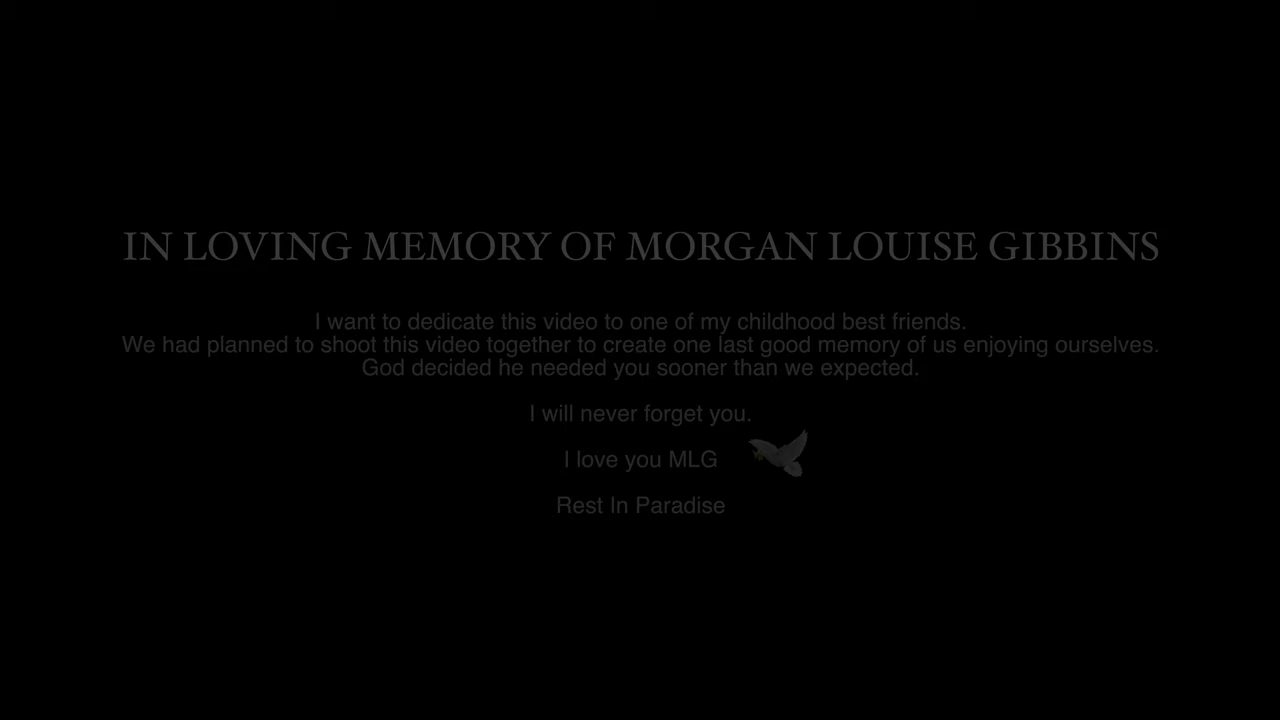 IN LOVING MEMORY OF MORGAN LOUISE GIBBINS
I want to dedicate this video to one of my childhood best friends.
We had planned to shoot this video together to create one last good memory of us enjoying ourselves.
God decided he needed you sooner than we expected.
I will never forget you.
I love you MLG
Rest In Paradise